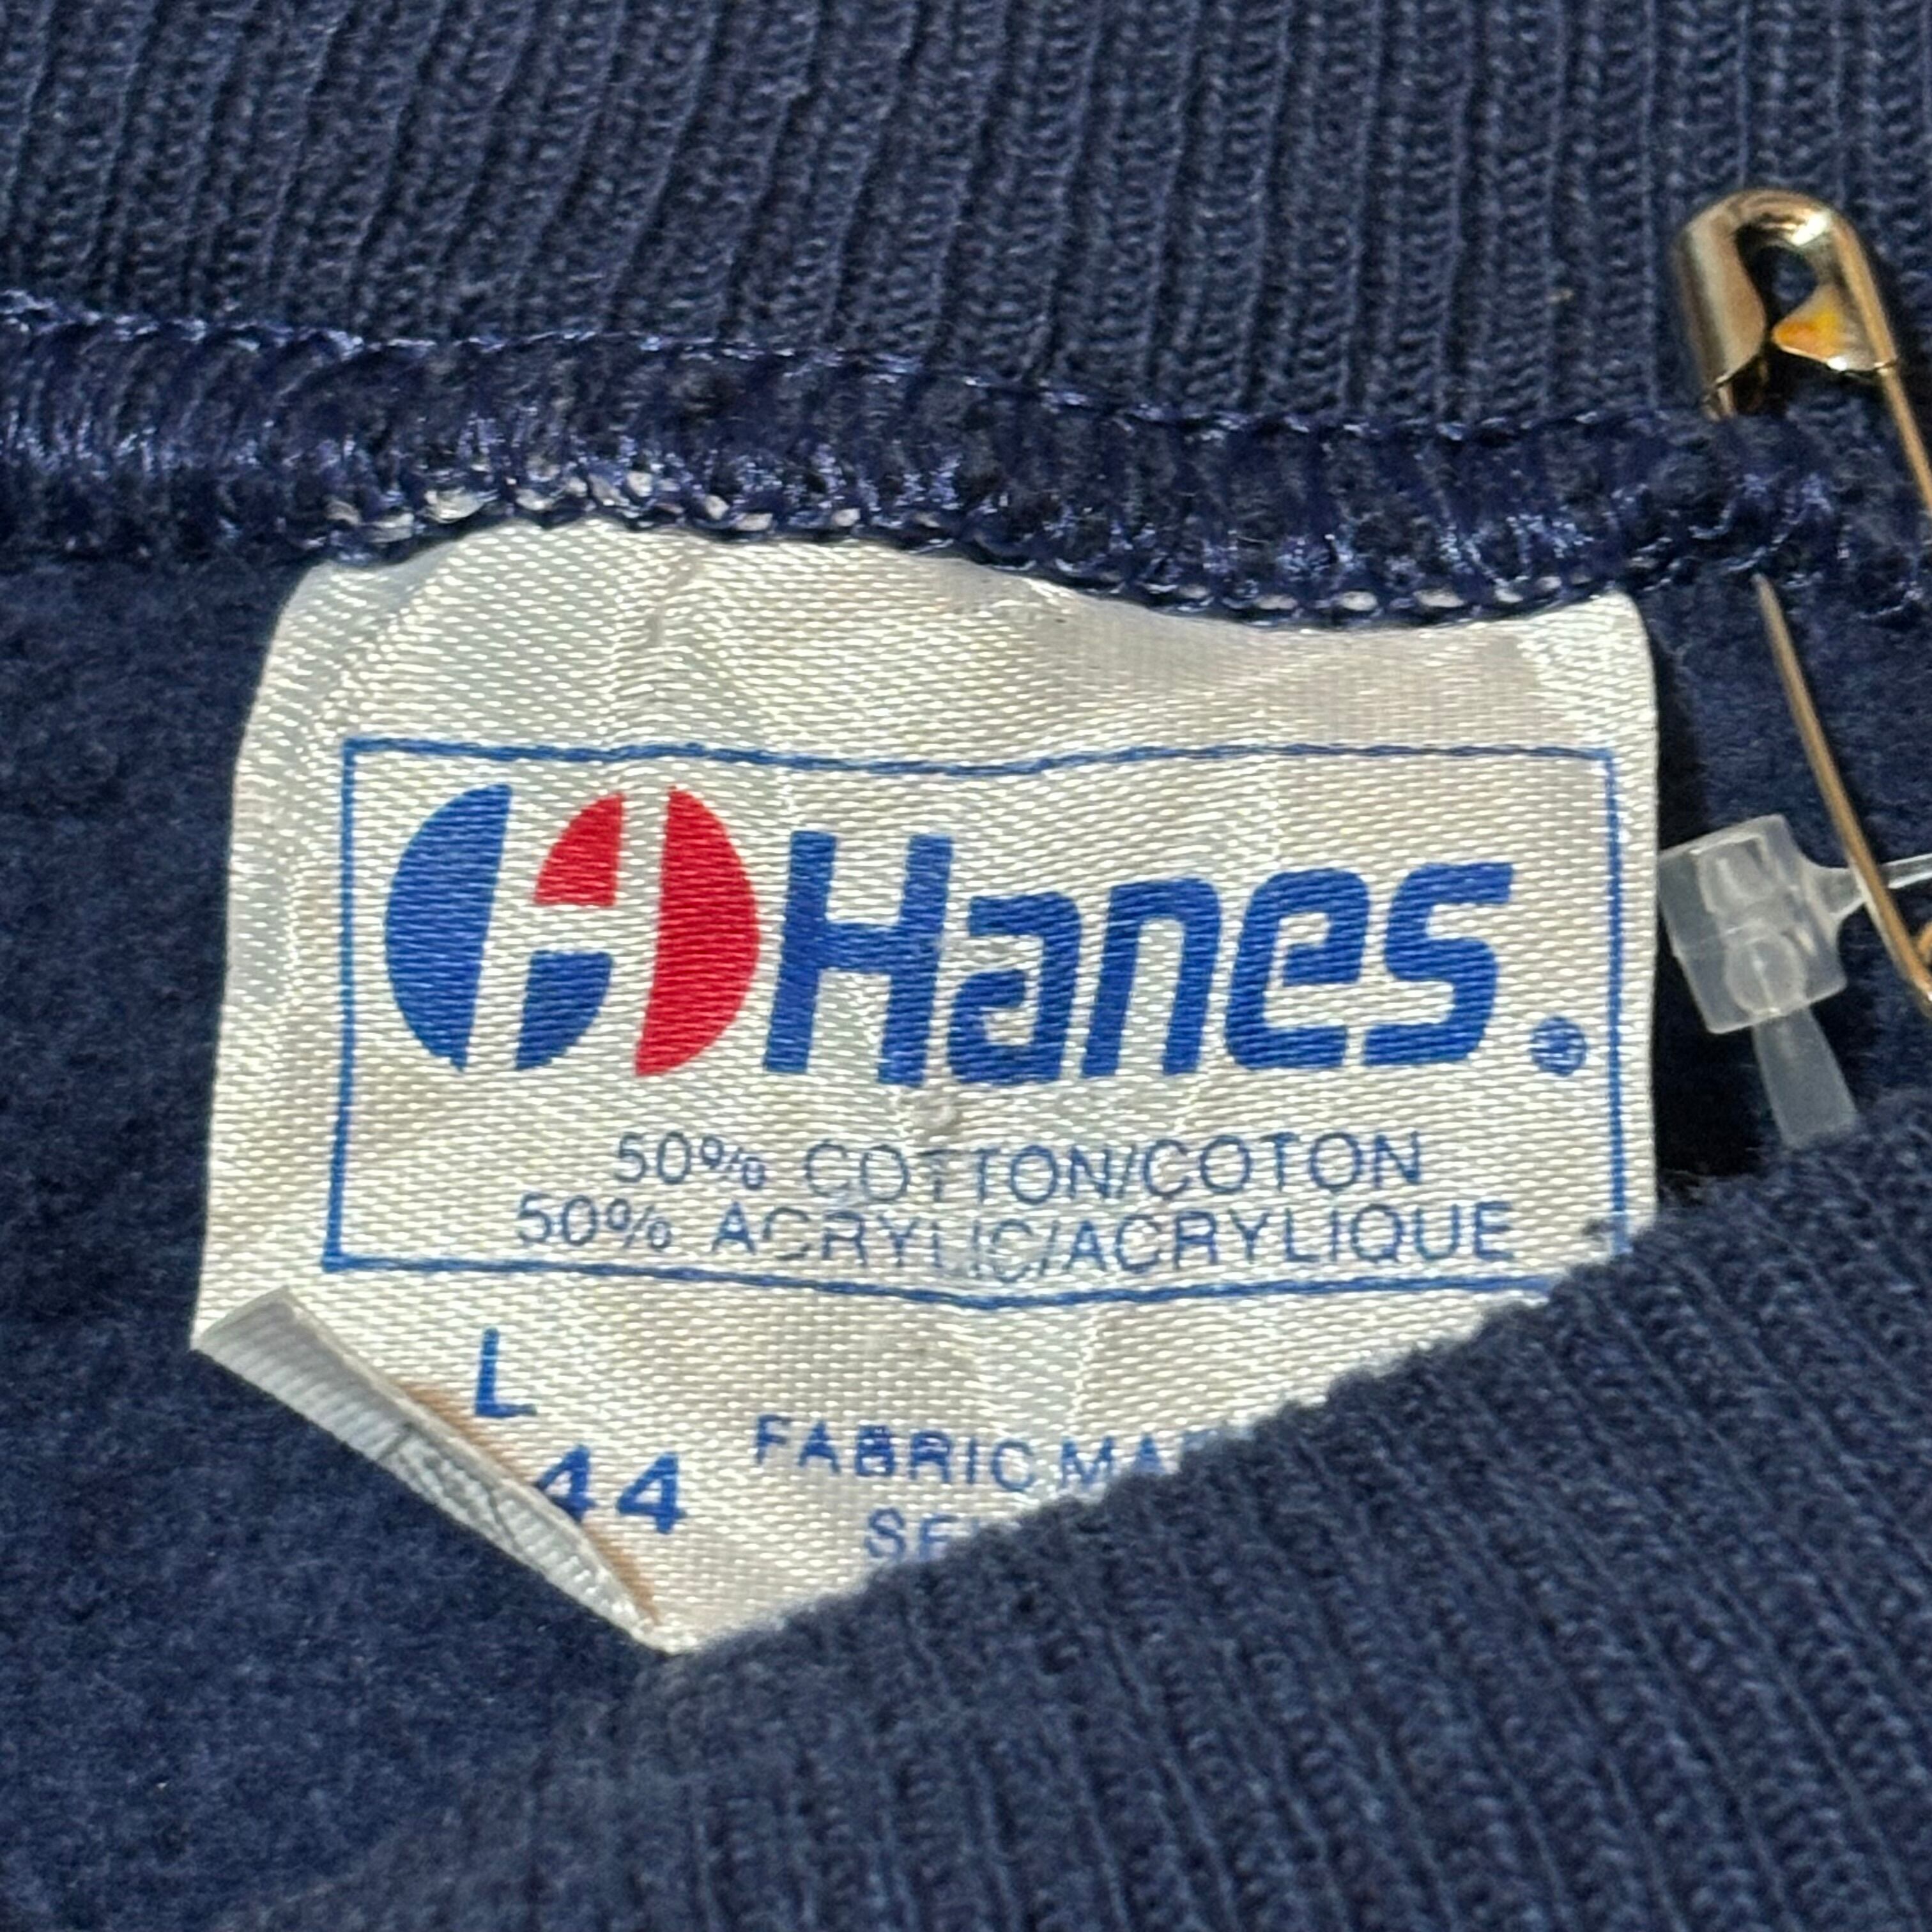 Hanes®
50% COTTON/COTON
50% ACRYLIC/ACRYLIQUE
L
44
FABRIC